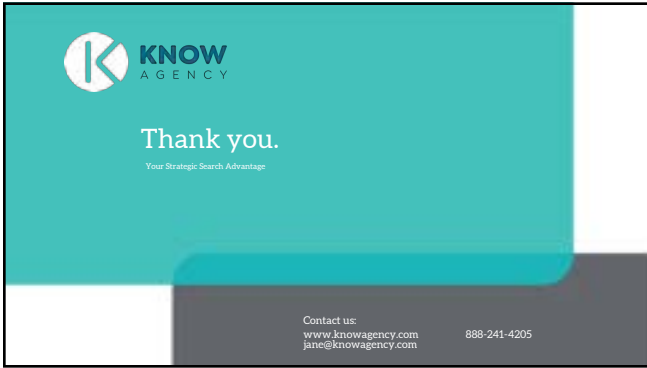 KNOW
AGENCY
Thank you.
Your Strategic Search Advantage
Contact us:
www.knowagency.com 888-241-4205
jane@knowagency.com